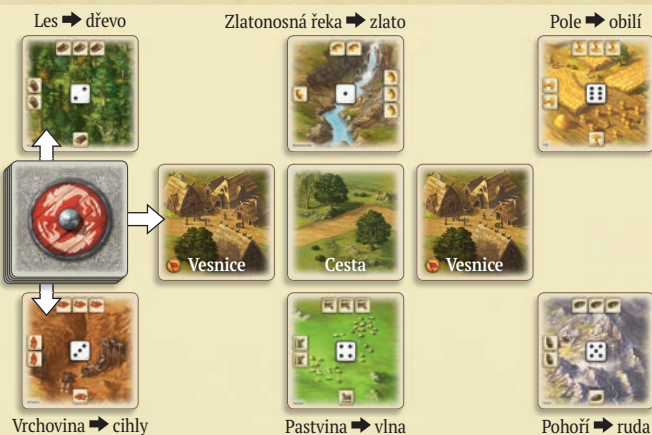 Les ➡ dřevo
Zlatonosná řeka ➡ zlato
Pole ➡ obilí
Vesnice
Cesta
Vesnice
Vrchovina ➡ cihly
Pastvina ➡ vlna
Pohoří ➡ ruda